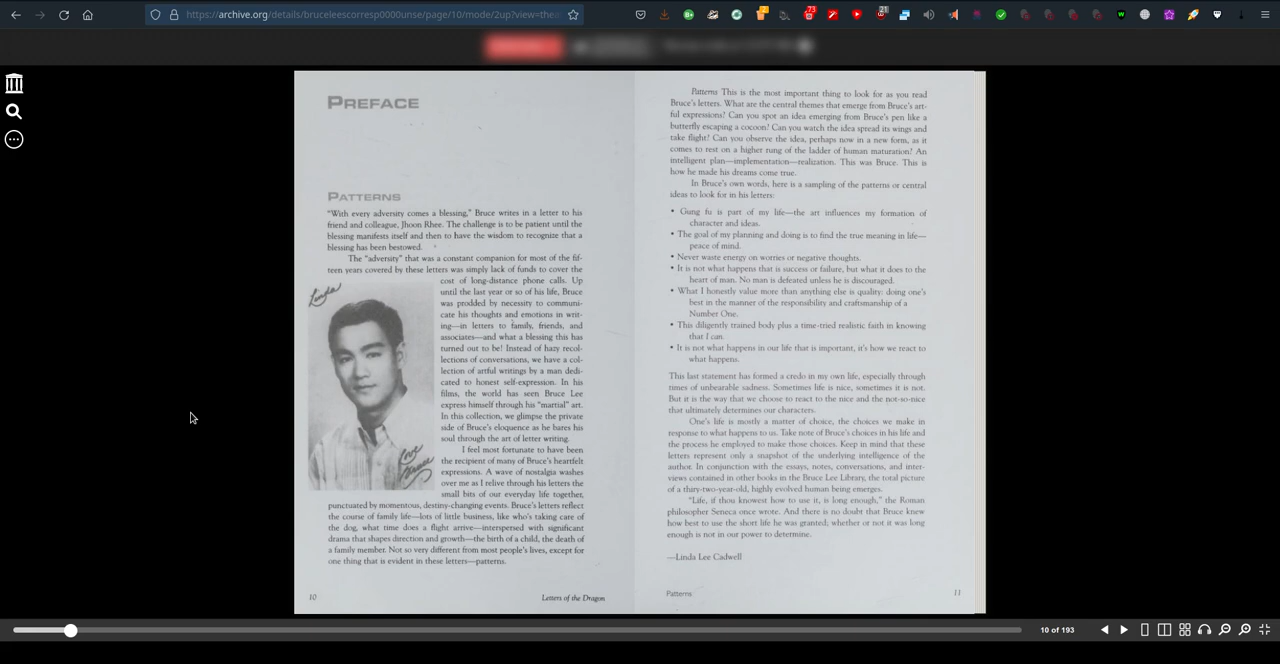 https://archive.org/details/bruceleescorresp0000unse/page/10/mode/2up?view=thea
PREFACE
PATTERNS
“With every adversity comes a blessing,” Bruce writes in a letter to his
friend and colleague, Jhoon Rhee. The challenge is to be patient until the
blessing manifests itself and then to have the wisdom to recognize that a
blessing has been bestowed.
The “adversity” that was a constant companion for most of the fif-
teen years covered by these letters was simply lack of funds to cover the
cost of long-distance phone calls. Up
until the last year or so of his life, Bruce
was prodded by necessity to communi-
cate his thoughts and emotions in writ-
ing—in letters to family, friends, and
associates—and what a blessing this has
turned out to be! Instead of hazy recol-
lections of conversations, we have a col-
lection of artful writings by a man dedi-
cated to honest self-expression. In his
films, the world has seen Bruce Lee
express himself through his “martial” art.
In this collection, we glimpse the private
side of Bruce's eloquence as he bares his
soul through the art of letter writing.
I feel most fortunate to have been
the recipient of many of Bruce's heartfelt
expressions. A wave of nostalgia washes
over me as I relive through his letters the
small bits of our everyday life together,
punctuated by momentous, destiny-changing events. Bruce's letters reflect
the course of family life—lots of little business, like who's taking care of
the dog, what time does a flight arrive—interspersed with significant
drama that shapes direction and growth—the birth of a child, the death of
a family member. Not so very different from most people's lives, except for
one thing that is evident in these letters—patterns.
Linda
Love
Bruce
10
Letters of the Dragon
Patterns This is the most important thing to look for as you read
Bruce's letters. What are the central themes that emerge from Bruce's art-
ful expressions? Can you spot an idea emerging from Bruce's pen like a
butterfly escaping a cocoon? Can you watch the idea spread its wings and
take flight? Can you observe the idea, perhaps now in a new form, as it
comes to rest on a higher rung of the ladder of human maturation? An
intelligent plan—implementation—realization. This was Bruce. This is
how he made his dreams come true.
In Bruce's own words, here is a sampling of the patterns or central
ideas to look for in his letters:
• Gung fu is part of my life—the art influences my formation of
character and ideas.
• The goal of my planning and doing is to find the true meaning in life—
peace of mind.
• Never waste energy on worries or negative thoughts.
• It is not what happens that is success or failure, but what it does to the
heart of man. No man is defeated unless he is discouraged.
• What I honestly value more than anything else is quality: doing one's
best in the manner of the responsibility and craftsmanship of a
Number One.
• This diligently trained body plus a time-tried realistic faith in knowing
that I can.
• It is not what happens in our life that is important, it's how we react to
what happens.
This last statement has formed a credo in my own life, especially through
times of unbearable sadness. Sometimes life is nice, sometimes it is not.
But it is the way that we choose to react to the nice and the not-so-nice
that ultimately determines our characters.
One's life is mostly a matter of choice, the choices we make in
response to what happens to us. Take note of Bruce's choices in his life and
the process he employed to make those choices. Keep in mind that these
letters represent only a snapshot of the underlying intelligence of the
author. In conjunction with the essays, notes, conversations, and inter-
views contained in other books in the Bruce Lee Library, the total picture
of a thirty-two-year-old, highly evolved human being emerges.
“Life, if thou knowest how to use it, is long enough,” the Roman
philosopher Seneca once wrote. And there is no doubt that Bruce knew
how best to use the short life he was granted; whether or not it was long
enough is not in our power to determine.
—Linda Lee Cadwell
Patterns
11
10 of 193